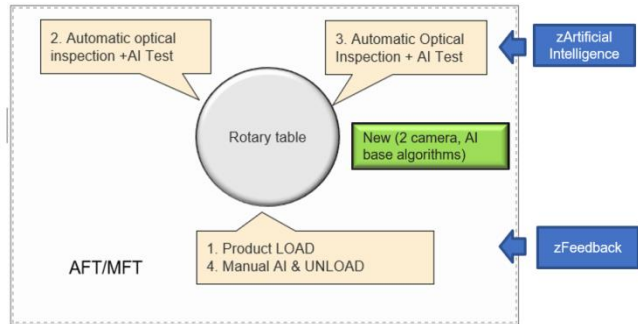 2. Automatic optical
inspection +AI Test
3. Automatic Optical
Inspection + AI Test
zArtificial
Intelligence
Rotary table
New (2 camera, AI
base algorithms)
1. Product LOAD
4. Manual AI & UNLOAD
zFeedback
AFT/MFT